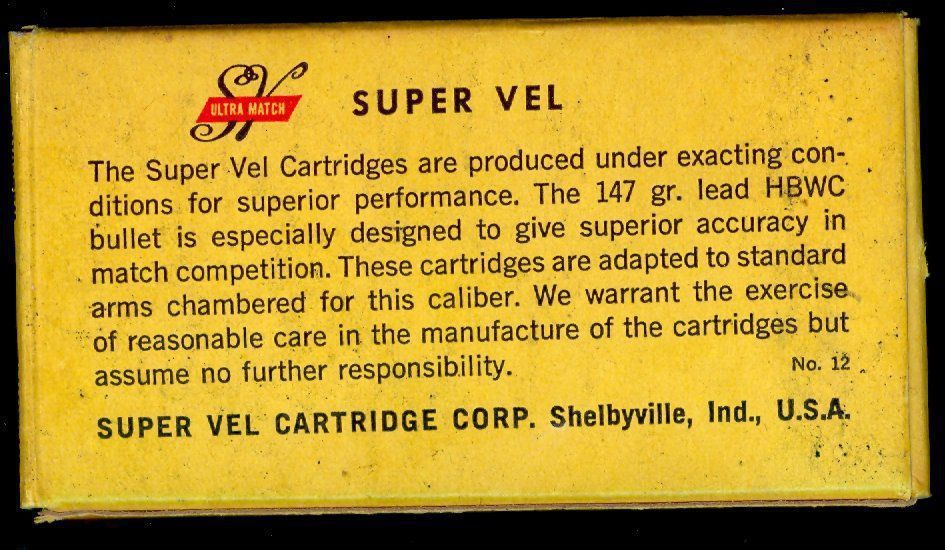 SV
ULTRA MATCH
SUPER VEL
The Super Vel Cartridges are produced under exacting con-
ditions for superior performance. The 147 gr. lead HBWC
bullet is especially designed to give superior accuracy in
match competition. These cartridges are adapted to standard
arms chambered for this caliber. We warrant the exercise
of reasonable care in the manufacture of the cartridges but
assume no further responsibility.
No. 12
SUPER VEL CARTRIDGE CORP. Shelbyville, Ind., U.S.A.